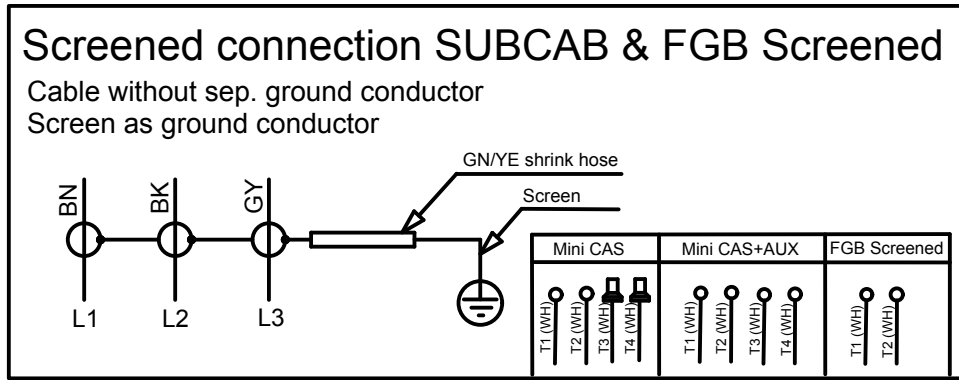 Screened connection SUBCAB & FGB Screened
Cable without sep. ground conductor
Screen as ground conductor
GN/YE shrink hose
Screen
BN
BK
GY
L1
L2
L3
Mini CAS
Mini CAS+AUX
FGB Screened
T1 (WH)
T2 (WH)
T3 (WH)
T4 (WH)
T1 (WH)
T2 (WH)
T3 (WH)
T4 (WH)
T1 (WH)
T2 (WH)